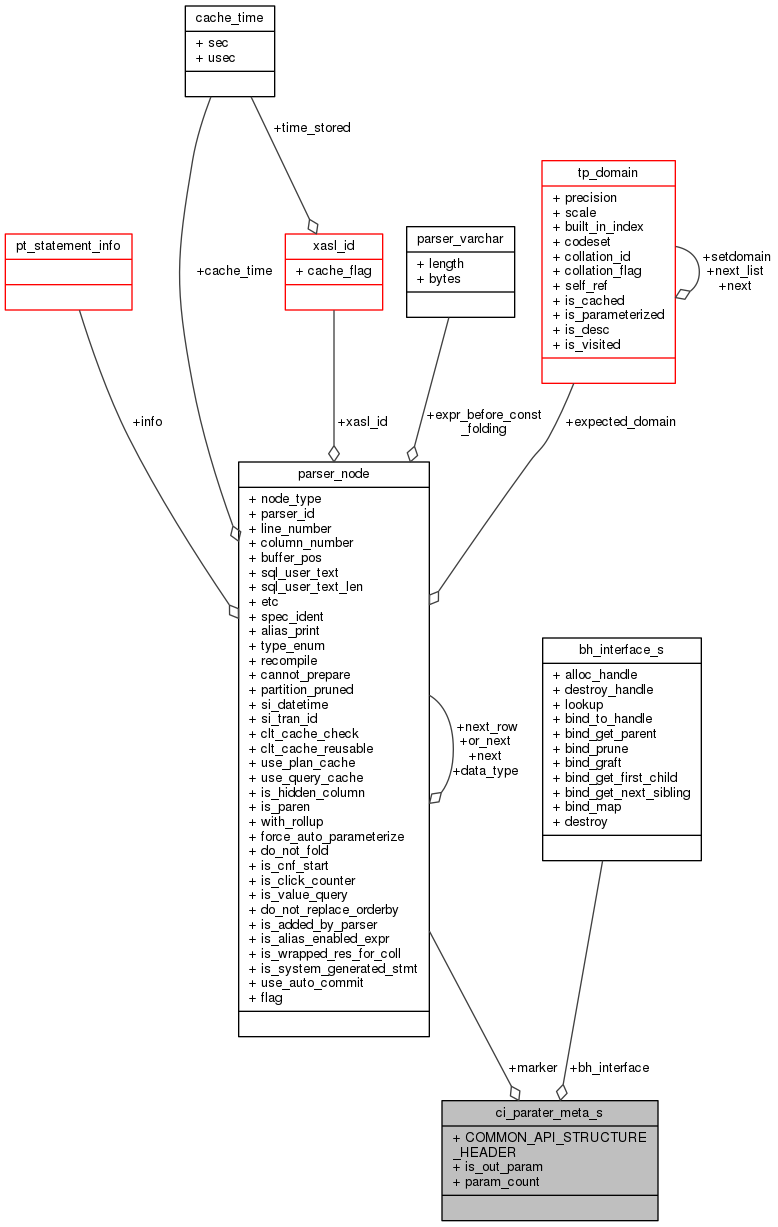 cache_time
+ sec
+ usec
+time_stored
tp_domain
+ precision
+ scale
+ built_in_index
+ codeset
+ collation_id
+ collation_flag
+ self_ref
+ is_cached
+ is_parameterized
+ is_desc
+ is_visited
+setdomain
+next_list
+next
pt_statement_info
xasl_id
+ cache_flag
parser_varchar
+ length
+ bytes
+cache_time
+info
+xasl_id
+expr_before_const
_folding
+expected_domain
parser_node
+ node_type
+ parser_id
+ line_number
+ column_number
+ buffer_pos
+ sql_user_text
+ sql_user_text_len
+ etc
+ spec_ident
+ alias_print
+ type_enum
+ recompile
+ cannot_prepare
+ partition_pruned
+ si_datetime
+ si_tran_id
+ clt_cache_check
+ clt_cache_reusable
+ use_plan_cache
+ use_query_cache
+ is_hidden_column
+ is_paren
+ with_rollup
+ force_auto_parameterize
+ do_not_fold
+ is_cnf_start
+ is_click_counter
+ is_value_query
+ do_not_replace_orderby
+ is_added_by_parser
+ is_alias_enabled_expr
+ is_wrapped_res_for_coll
+ is_system_generated_stmt
+ use_auto_commit
+ flag
+next_row
+or_next
+next
+data_type
bh_interface_s
+ alloc_handle
+ destroy_handle
+ lookup
+ bind_to_handle
+ bind_get_parent
+ bind_prune
+ bind_graft
+ bind_get_first_child
+ bind_get_next_sibling
+ bind_map
+ destroy
+marker
+bh_interface
ci_parater_meta_s
+ COMMON_API_STRUCTURE
_HEADER
+ is_out_param
+ param_count